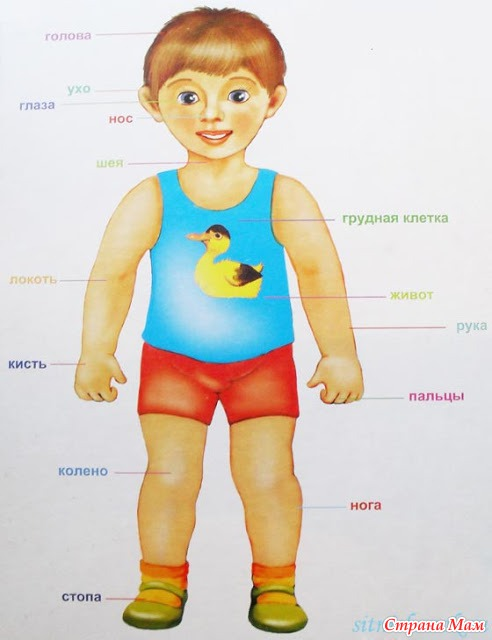 голова
ухо
глаза
нос
шея
грудная клетка
локоть
живот
рука
кисть
пальцы
колено
нога
стопа
Страна Мам